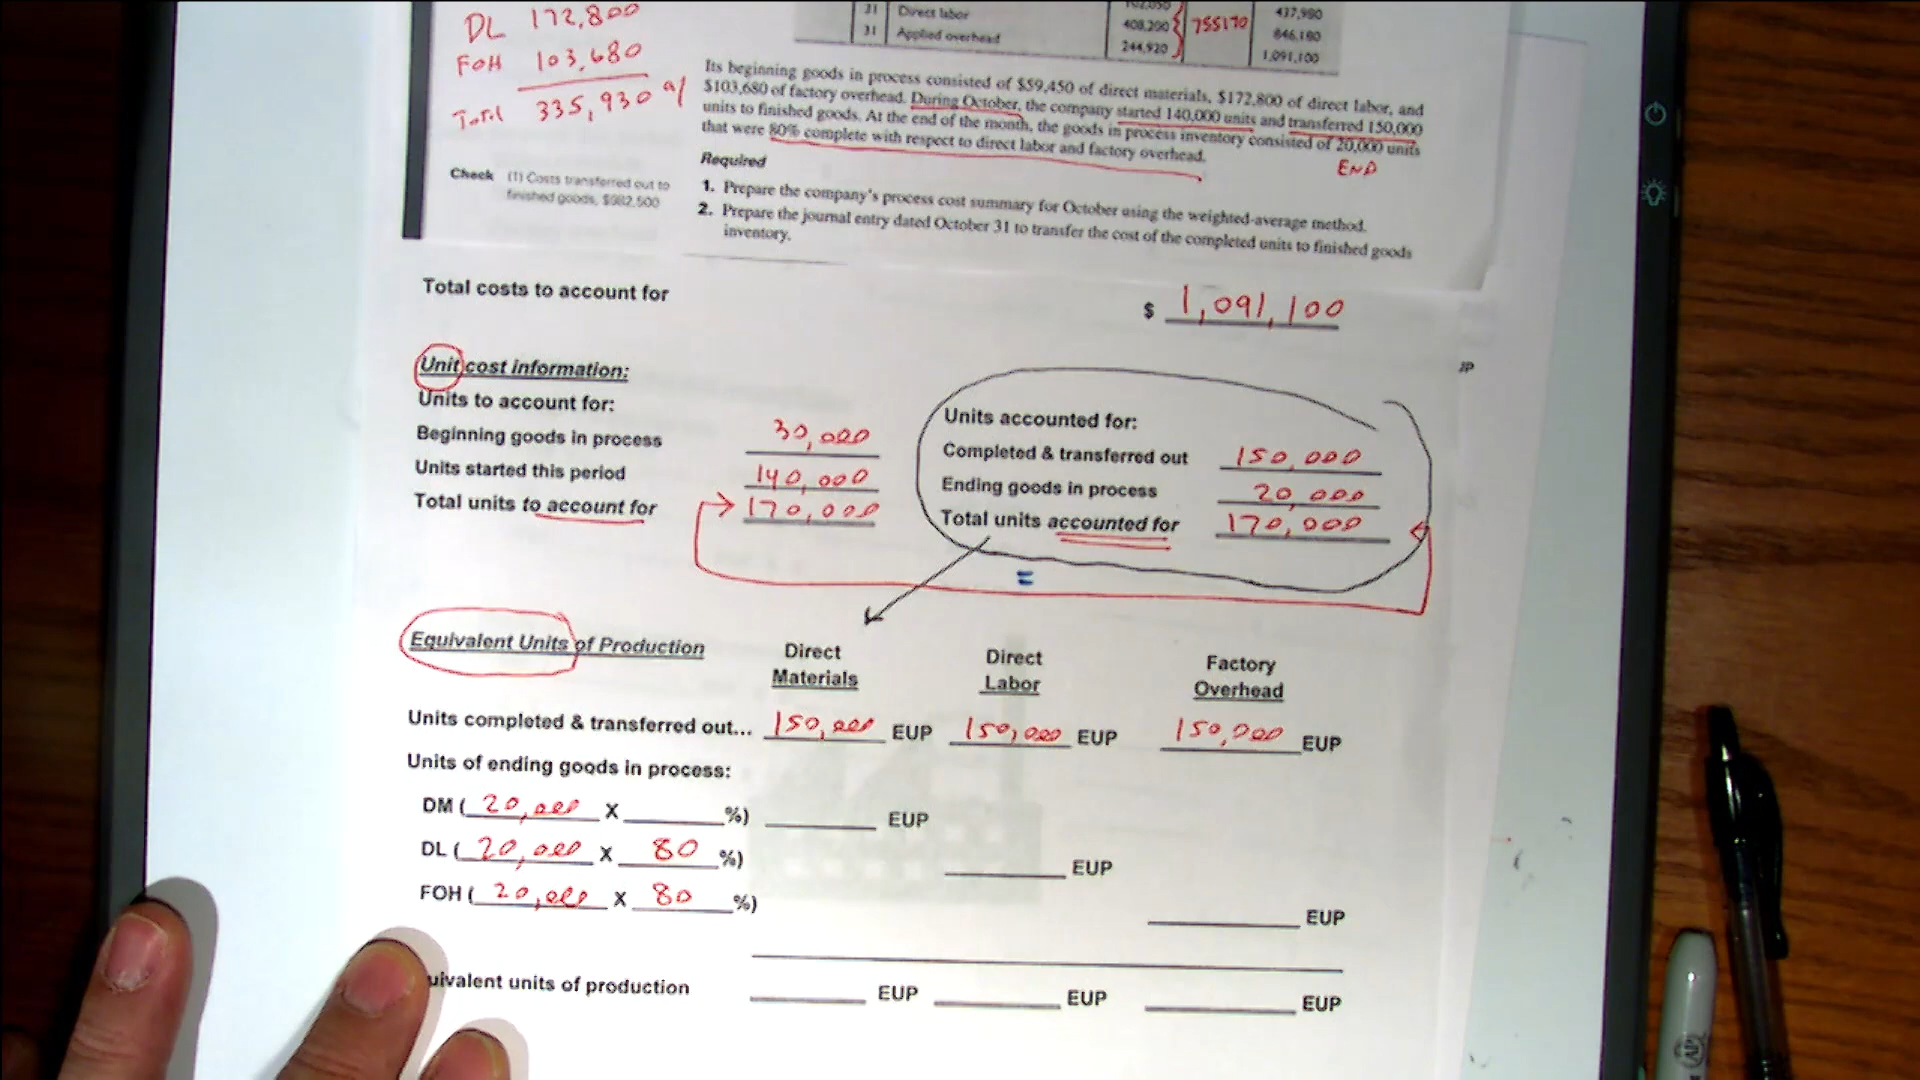 DL 172,800
FOH 103,680
Total 335,930 a/
31 Direct labor 408,200 437,980
31 Applied overhead 244,920 755170 846,180
1,091,100
Its beginning goods in process consisted of $59,450 of direct materials, $172,800 of direct labor, and
$103,680 of factory overhead. During October, the company started 140,000 units and transferred 150,000
units to finished goods. At the end of the month, the goods in process inventory consisted of 20,000 units
that were 80% complete with respect to direct labor and factory overhead.
END
Required
Check (1) Costs transferred out to
finished goods, $982,500
1. Prepare the company's process cost summary for October using the weighted-average method.
2. Prepare the journal entry dated October 31 to transfer the cost of the completed units to finished goods
inventory.
Total costs to account for $ 1,091,100
JP
Unit cost information:
Units to account for:
Beginning goods in process 30,000
Units started this period 140,000
Total units to account for 170,000
Units accounted for:
Completed & transferred out 150,000
Ending goods in process 20,000
Total units accounted for 170,000
=
Equivalent Units of Production
Direct Materials
Direct Labor
Factory Overhead
Units completed & transferred out... 150,000 EUP 150,000 EUP 150,000 EUP
Units of ending goods in process:
DM ( 20,000 X %) EUP
DL ( 20,000 X 80 %) EUP
FOH ( 20,000 X 80 %) EUP
uivalent units of production EUP EUP EUP